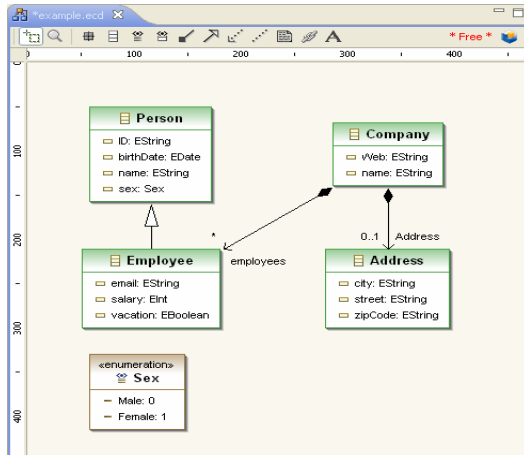 *example.ecd
* Free *
0 100 200 300 400
0
100
200
300
400
Person
ID: EString
birthDate: EDate
name: EString
sex: Sex
Company
Web: EString
name: EString
*
employees
0..1 Address
Employee
email: EString
salary: EInt
vacation: EBoolean
Address
city: EString
street: EString
zipCode: EString
«enumeration»
Sex
Male: 0
Female: 1